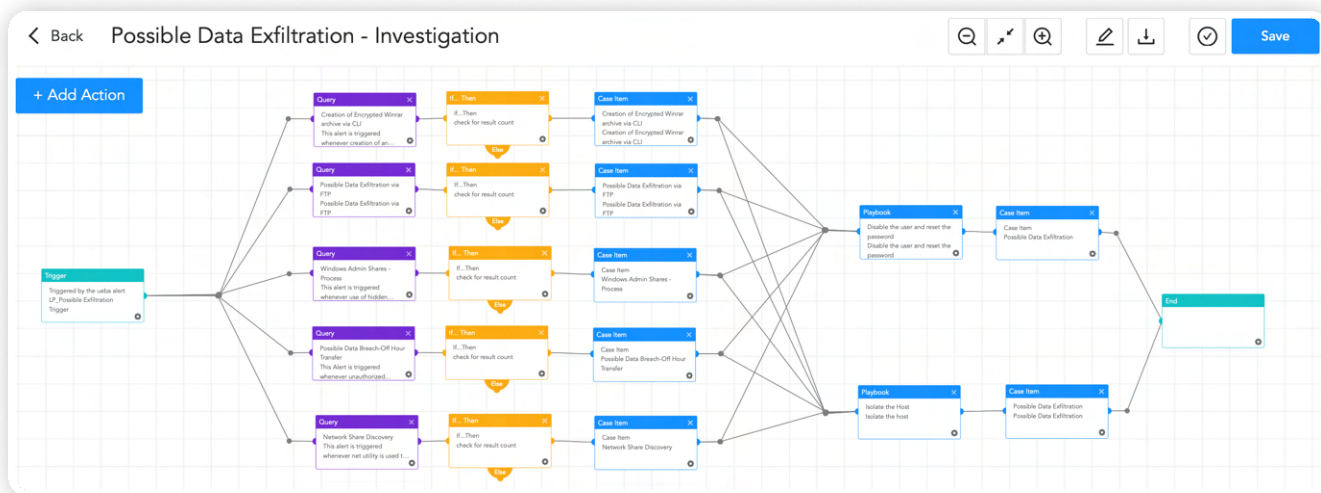 Back
Possible Data Exfiltration - Investigation
Save
+ Add Action
Trigger
Triggered by the ueba alert
LP_Possible Exfiltration
Trigger
Query
Creation of Encrypted Winrar
archive via CLI
This alert is triggered
whenever creation of an...
If... Then
If...Then
check for result count
Else
Case Item
Creation of Encrypted Winrar
archive via CLI
Creation of Encrypted Winrar
archive via CLI
Query
Possible Data Exfiltration via
FTP
Possible Data Exfiltration via
FTP
If... Then
If...Then
check for result count
Else
Case Item
Possible Data Exfiltration via
FTP
Possible Data Exfiltration via
FTP
Query
Windows Admin Shares -
Process
This alert is triggered
whenever use of hidden...
If... Then
If...Then
check for result count
Else
Case Item
Case Item
Windows Admin Shares -
Process
Query
Possible Data Breach-Off Hour
Transfer
This Alert is triggered
whenever unauthorized...
If... Then
If...Then
check for result count
Else
Case Item
Case Item
Possible Data Breach-Off Hour
Transfer
Query
Network Share Discovery
This alert is triggered
whenever net utility is used t...
If... Then
If...Then
check for result count
Else
Case Item
Case Item
Network Share Discovery
Playbook
Disable the user and reset the
password
Disable the user and reset the
password
Case Item
Case Item
Possible Data Exfiltration
Playbook
Isolate the Host
Isolate the host
Case Item
Possible Data Exfiltration
Possible Data Exfiltration
End